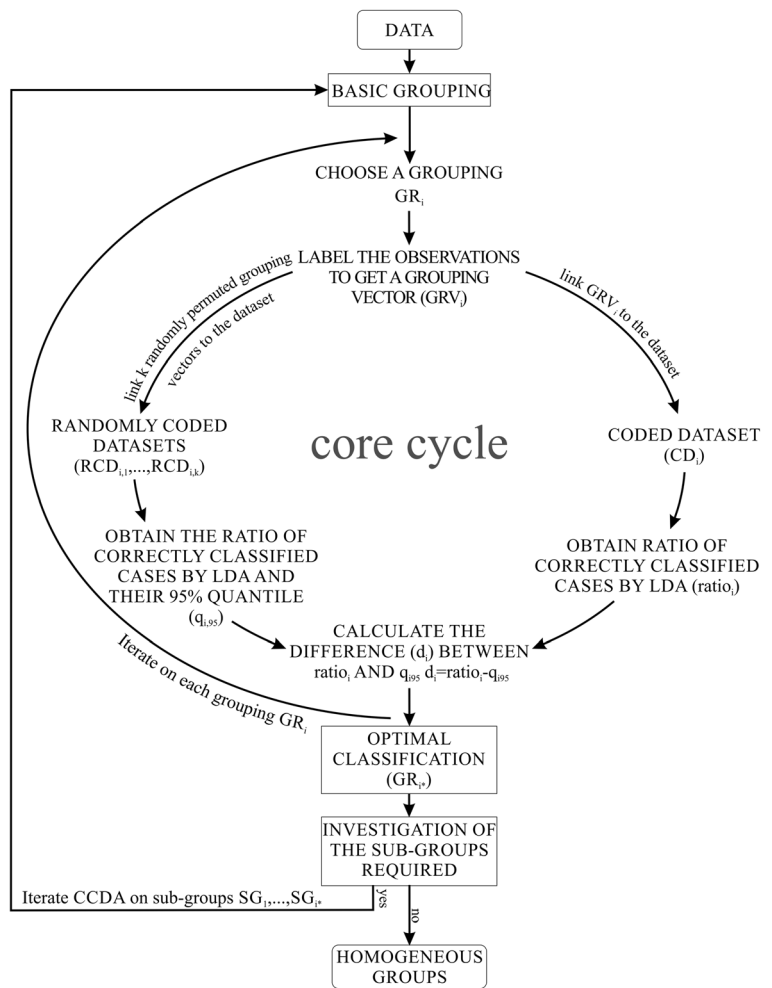 DATA
BASIC GROUPING
CHOOSE A GROUPING
GRi
LABEL THE OBSERVATIONS
TO GET A GROUPING
VECTOR (GRVi)
link k randomly permuted grouping
vectors to the dataset
link GRVi to the dataset
RANDOMLY CODED
DATASETS
(RCDi,1,...,RCDi,k)
core cycle
CODED DATASET
(CDi)
OBTAIN THE RATIO OF
CORRECTLY CLASSIFIED
CASES BY LDA AND
THEIR 95% QUANTILE
(qi,95)
OBTAIN RATIO OF
CORRECTLY CLASSIFIED
CASES BY LDA (ratioi)
CALCULATE THE
DIFFERENCE (di) BETWEEN
ratioi AND qi95 di=ratioi-qi95
Iterate on each grouping GRi
OPTIMAL
CLASSIFICATION
(GRi*)
INVESTIGATION OF
THE SUB-GROUPS
REQUIRED
Iterate CCDA on sub-groups SG1,...,SGi*
yes
no
HOMOGENEOUS
GROUPS